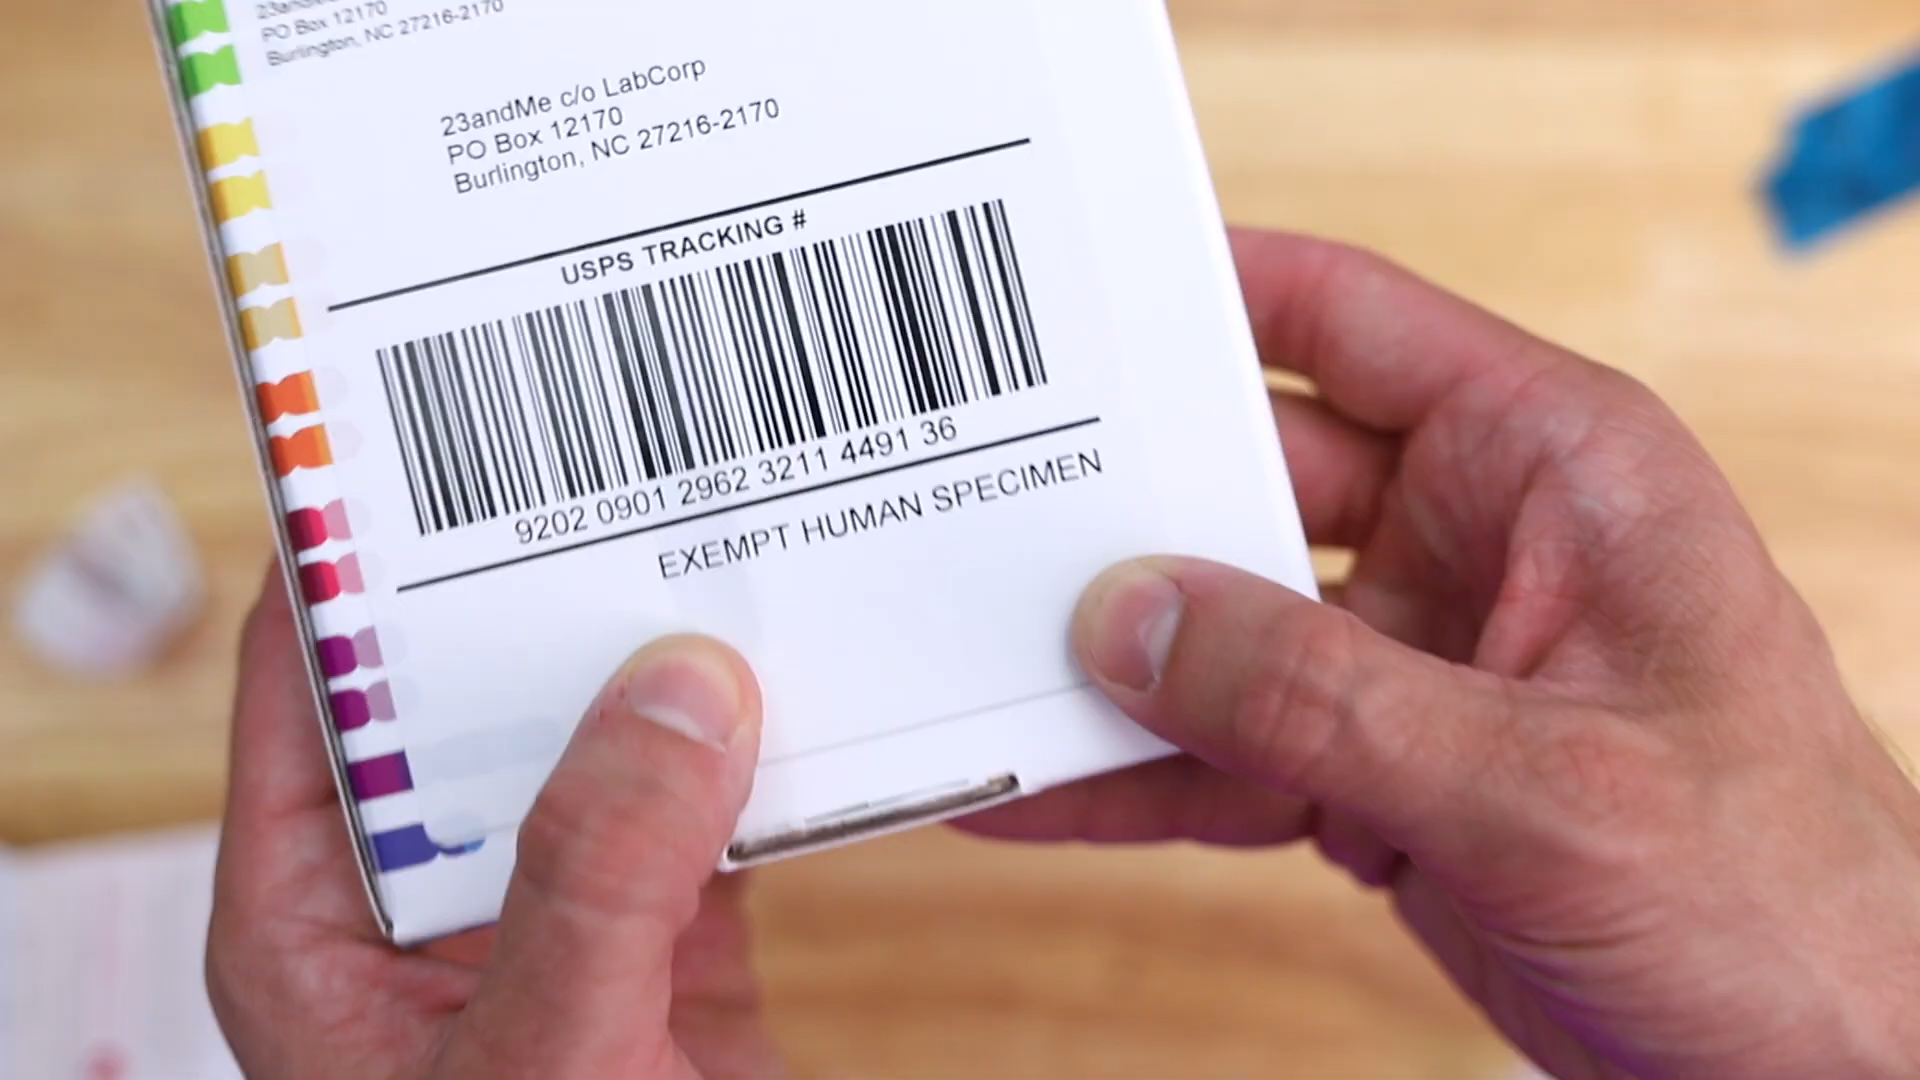 PO Box 12170
Burlington, NC 27216-2170
23andMe c/o LabCorp
PO Box 12170
Burlington, NC 27216-2170
USPS TRACKING #
9202 0901 2962 3211 4491 36
EXEMPT HUMAN SPECIMEN